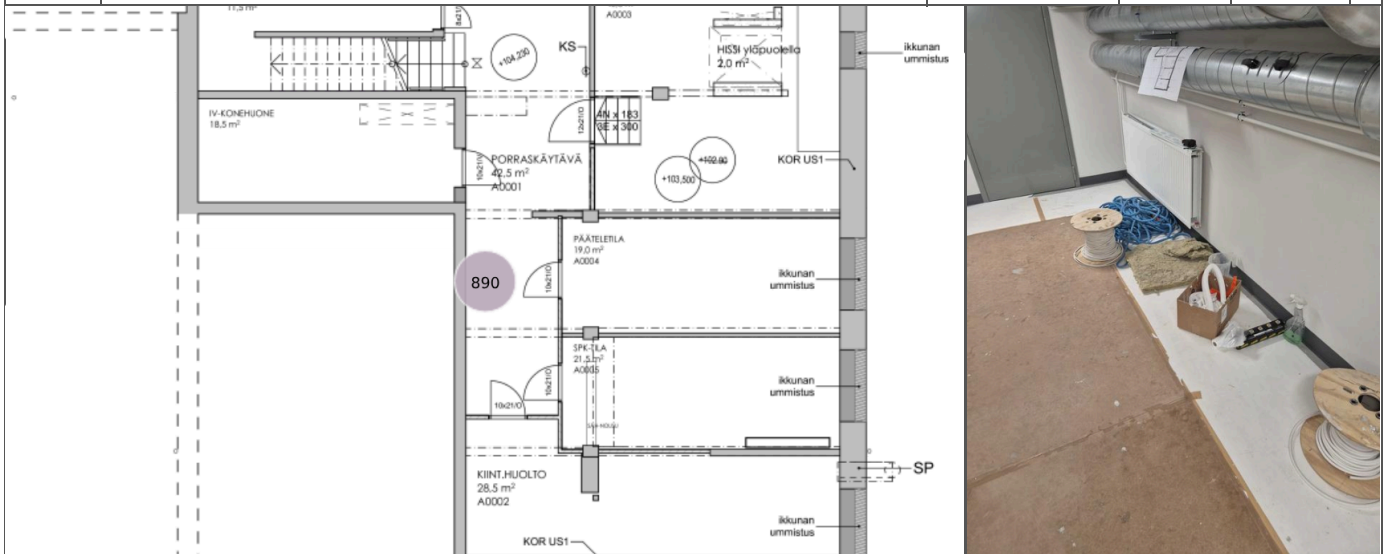 11,5 m²
8x21/
A0003
KS
+104,230
HISSI yläpuolella
2,0 m²
ikkunan
ummistus
IV-KONEHUONE
18,5 m²
12x21/O
4N x 183
3E x 300
PORRASKÄYTÄVÄ
42,5 m²
A0001
10x21/V
+102.90
+103,500
KOR US1
PÄÄTELETILA
19,0 m²
A0004
10x21/O
ikkunan
ummistus
890
SPK-TILA
21,5 m²
A0005
10x21/O
10x21/O
ikkunan
ummistus
KIINT.HUOLTO
28,5 m²
A0002
SP
ikkunan
ummistus
KOR US1